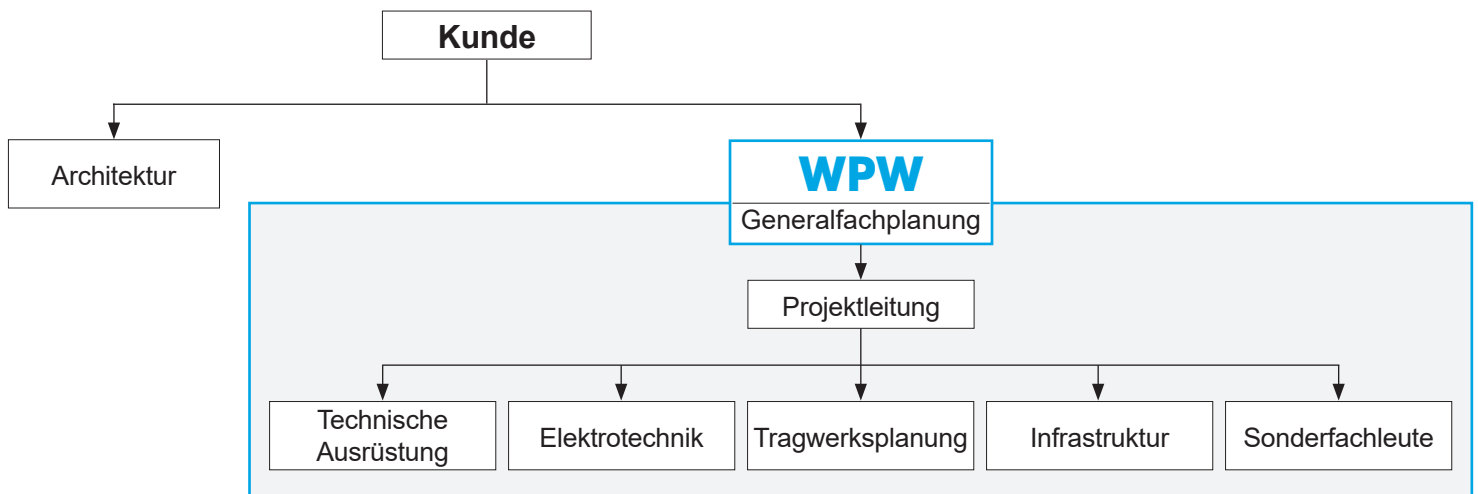 Kunde
Architektur
WPW
Generalfachplanung
Projektleitung
Technische
Ausrüstung
Elektrotechnik
Tragwerksplanung
Infrastruktur
Sonderfachleute